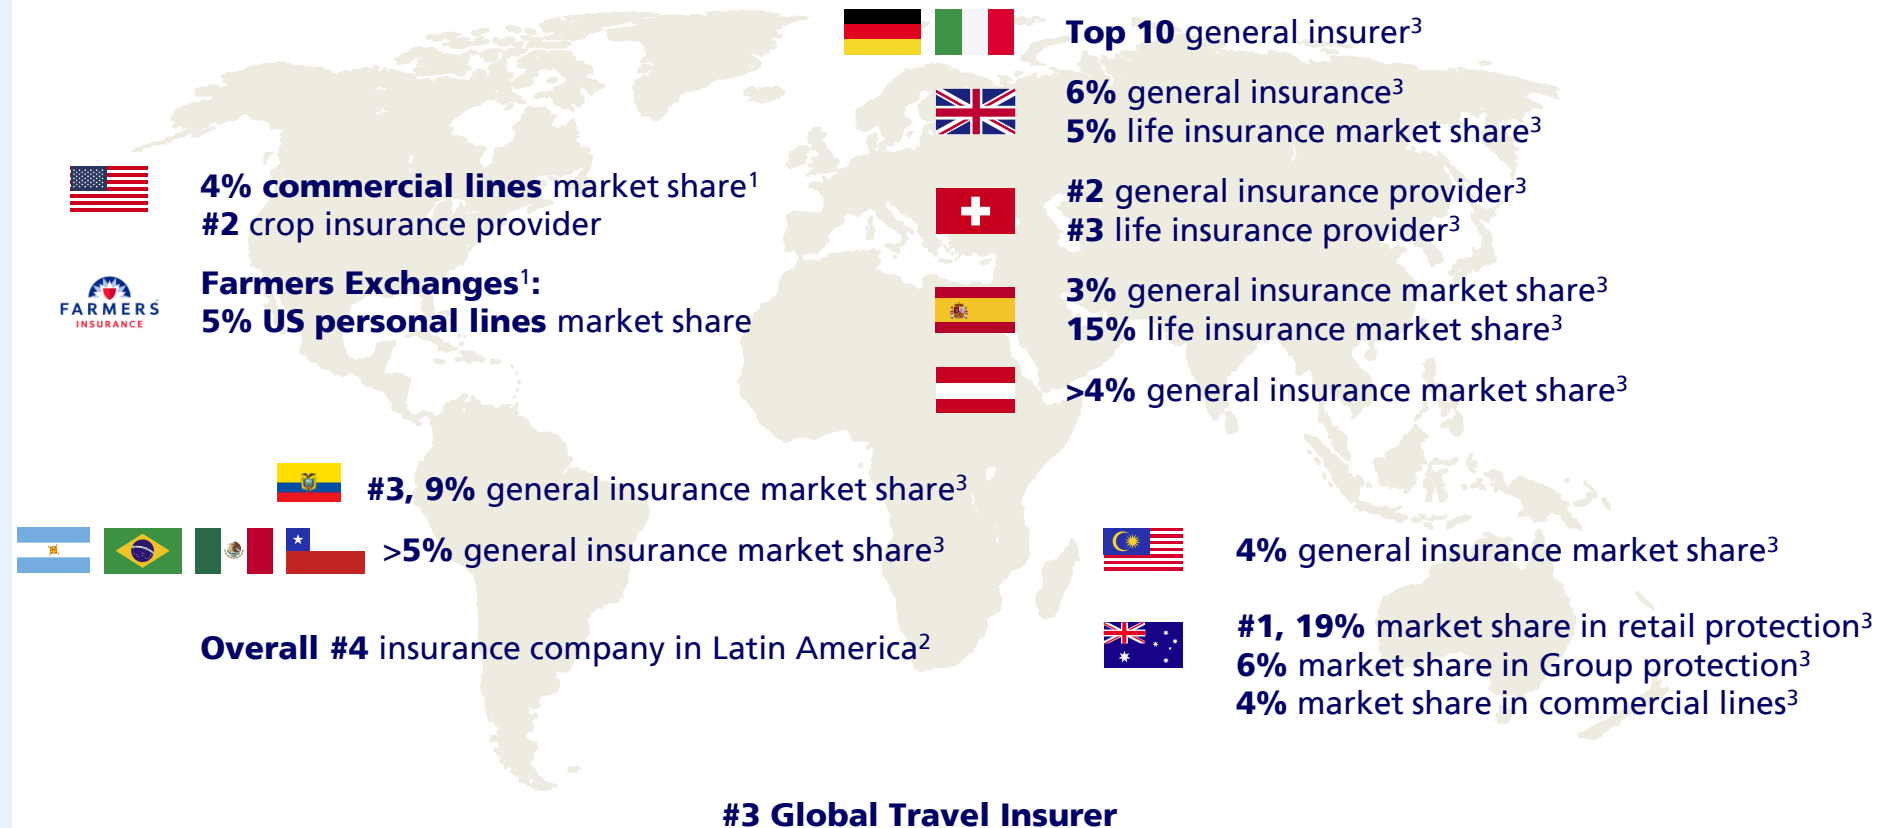 Top 10 general insurer3
6% general insurance3
5% life insurance market share3
4% commercial lines market share1
#2 crop insurance provider
#2 general insurance provider3
#3 life insurance provider3
FARMERS
INSURANCE
Farmers Exchanges1:
5% US personal lines market share
3% general insurance market share3
15% life insurance market share3
>4% general insurance market share3
#3, 9% general insurance market share3
>5% general insurance market share3
4% general insurance market share3
Overall #4 insurance company in Latin America2
#1, 19% market share in retail protection3
6% market share in Group protection3
4% market share in commercial lines3
#3 Global Travel Insurer